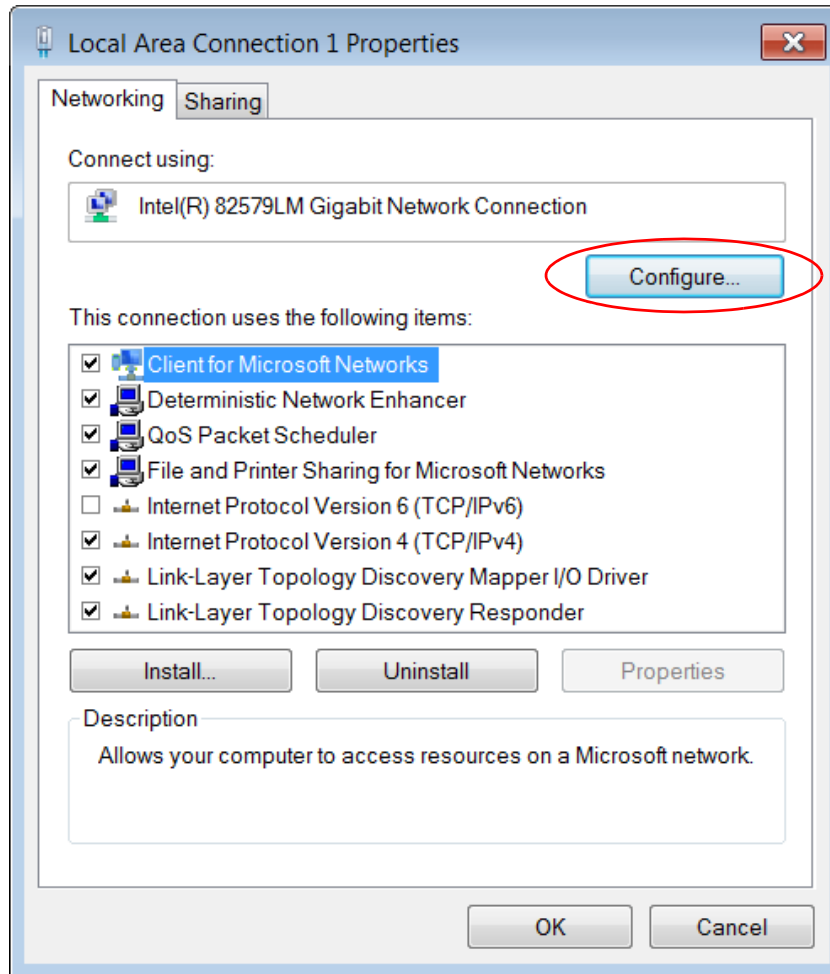 Local Area Connection 1 Properties
Networking
Sharing
Connect using:
Intel(R) 82579LM Gigabit Network Connection
Configure...
This connection uses the following items:
Client for Microsoft Networks
Deterministic Network Enhancer
QoS Packet Scheduler
File and Printer Sharing for Microsoft Networks
Internet Protocol Version 6 (TCP/IPv6)
Internet Protocol Version 4 (TCP/IPv4)
Link-Layer Topology Discovery Mapper I/O Driver
Link-Layer Topology Discovery Responder
Install...
Uninstall
Properties
Description
Allows your computer to access resources on a Microsoft network.
OK
Cancel